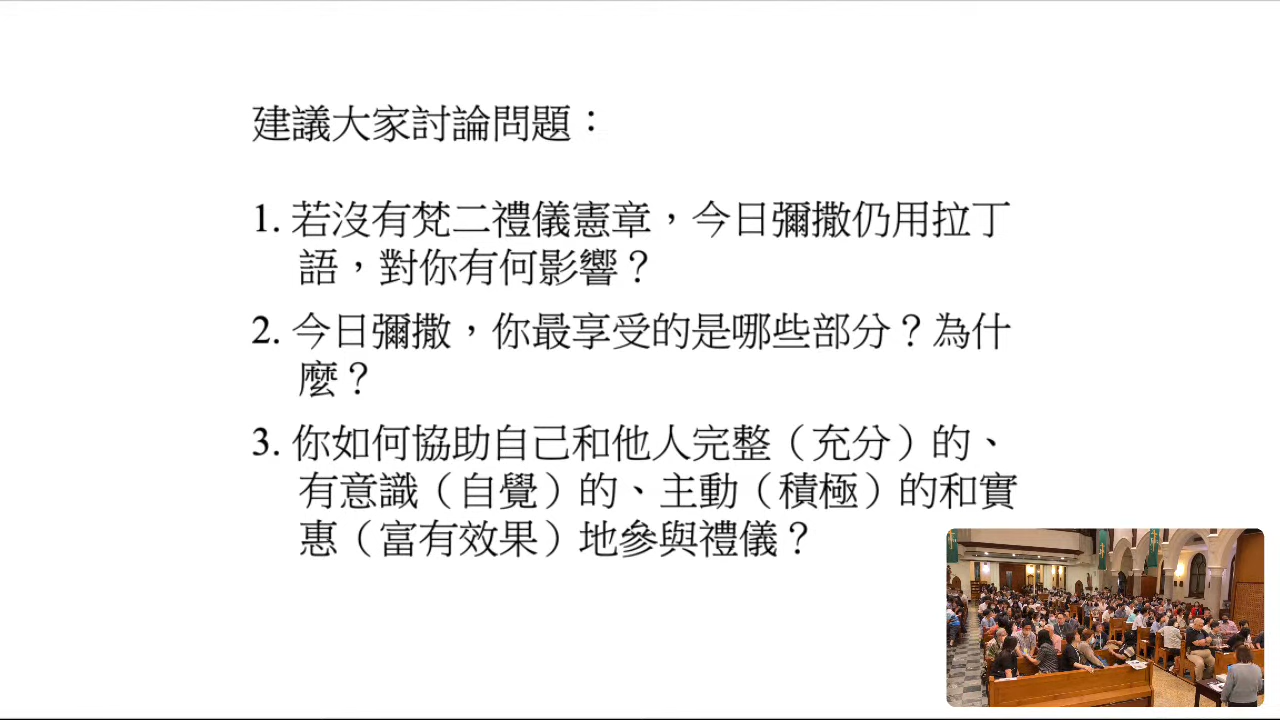 建議大家討論問題：
1. 若沒有梵二禮儀憲章，今日彌撒仍用拉丁
語，對你有何影響？
2. 今日彌撒，你最享受的是哪些部分？為什
麼？
3. 你如何協助自己和他人完整（充分）的、
有意識（自覺）的、主動（積極）的和實
惠（富有效果）地參與禮儀？